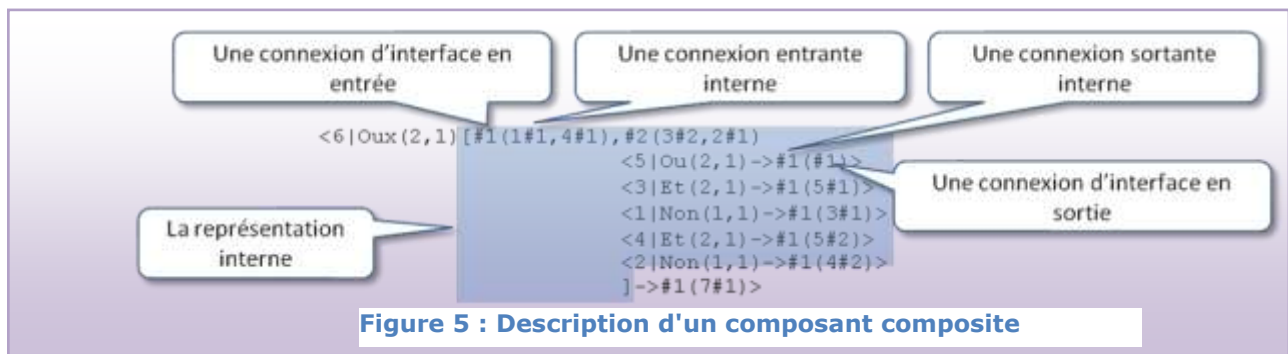 Une connexion d'interface en
entrée
Une connexion entrante
interne
Une connexion sortante
interne
<6|Oux(2,1)[#1(1#1,4#1),#2(3#2,2#1)
<5|Ou(2,1)->#1(#1)>
<3|Et(2,1)->#1(5#1)>
Une connexion d'interface en
sortie
<1|Non(1,1)->#1(3#1)>
La représentation
interne
<4|Et(2,1)->#1(5#2)>
<2|Non(1,1)->#1(4#2)>
]->#1(7#1)>
Figure 5 : Description d'un composant composite